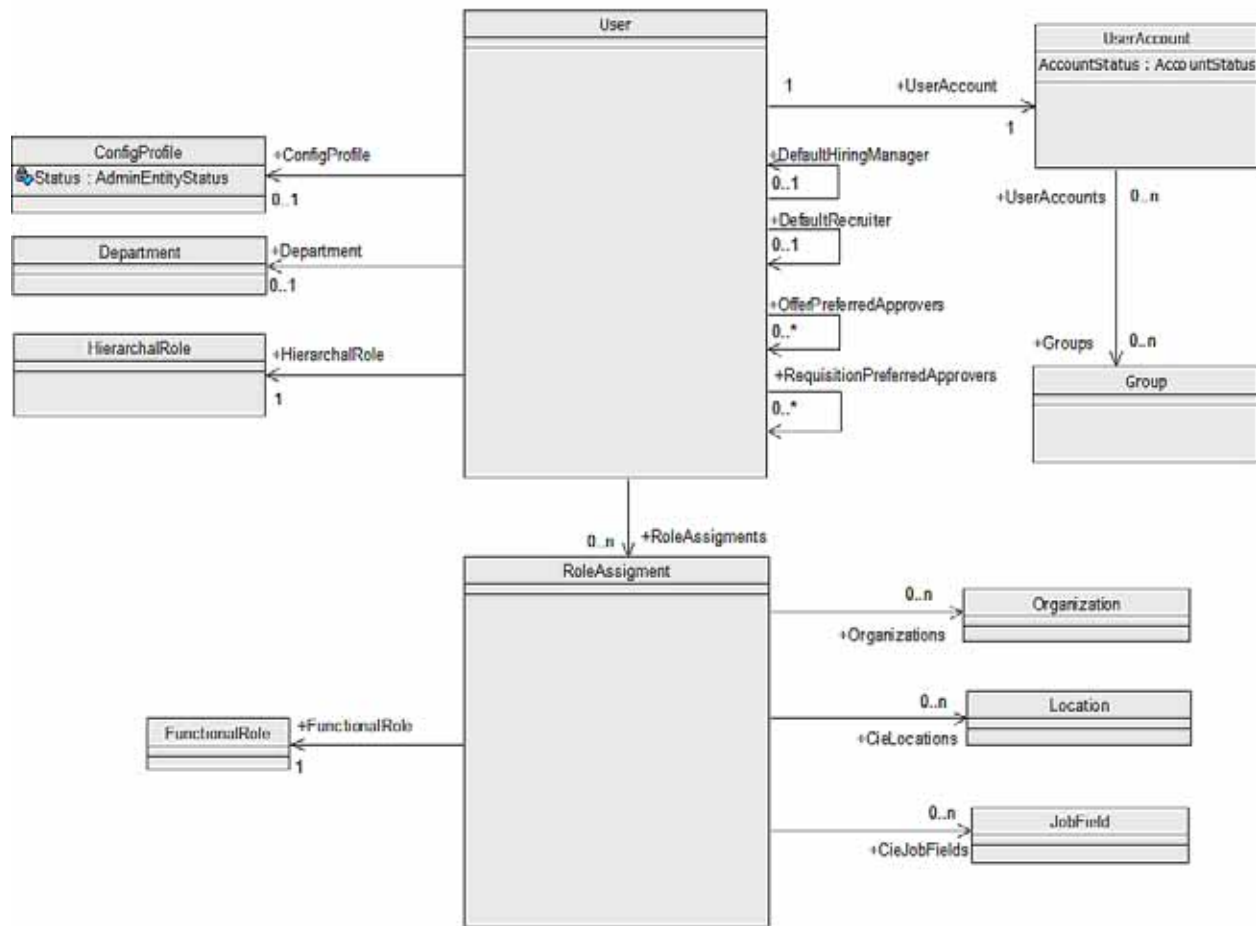 User
UserAccount
AccountStatus : AccountStatus
1
+UserAccount
1
ConfigProfile
Status : AdminEntityStatus
+ConfigProfile
0..1
+DefaultHiringManager
0..1
+UserAccounts
0..n
Department
+Department
0..1
+DefaultRecruiter
0..1
HierarchalRole
+HierarchalRole
1
+OfferPreferredApprovers
0..*
+RequisitionPreferredApprovers
0..*
+Groups
0..n
Group
0..n
+RoleAssigments
RoleAssigment
0..n
+Organizations
Organization
FunctionalRole
+FunctionalRole
1
0..n
+CieLocations
Location
0..n
+CieJobFields
JobField